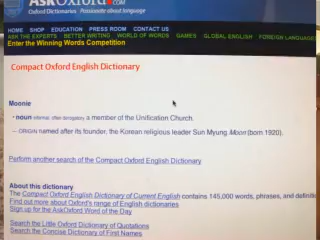 ASKOXFORD.COM
Oxford Dictionaries Passionate about language
HOME SHOP EDUCATION PRESS ROOM CONTACT US
ASK THE EXPERTS BETTER WRITING WORLD OF WORDS GAMES GLOBAL ENGLISH FOREIGN LANGUAGES
Enter the Winning Words Competition
Compact Oxford English Dictionary
Moonie
• noun informal, often derogatory a member of the Unification Church.
— ORIGIN named after its founder, the Korean religious leader Sun Myung Moon (born 1920).
Perform another search of the Compact Oxford English Dictionary
About this dictionary
The Compact Oxford English Dictionary of Current English contains 145,000 words, phrases, and definitio
Find out more about Oxford's range of English dictionaries
Sign up for the AskOxford Word of the Day
Search the Little Oxford Dictionary of Quotations
Search the Concise Dictionary of First Names